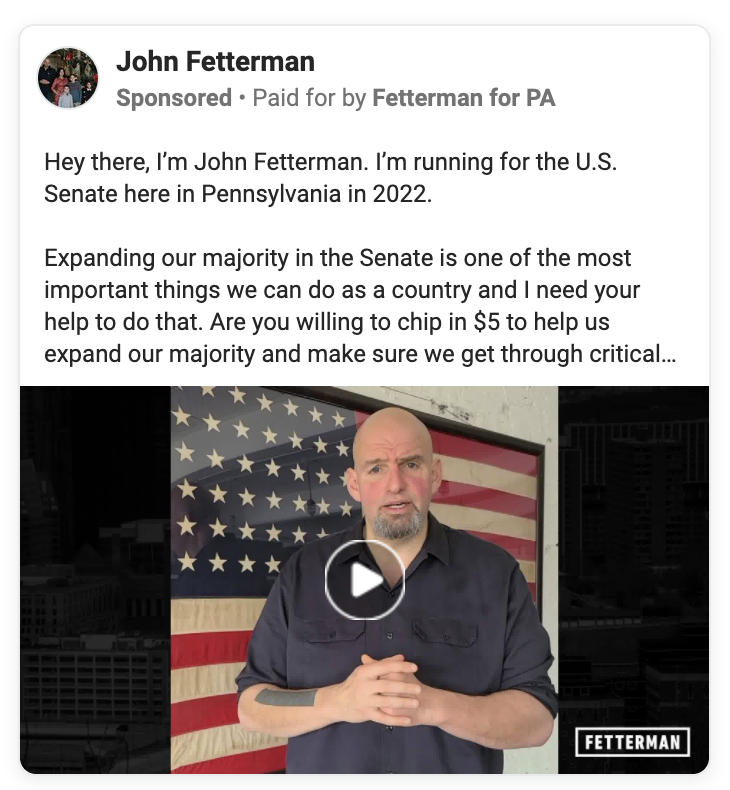 John Fetterman
Sponsored • Paid for by Fetterman for PA
Hey there, I’m John Fetterman. I’m running for the U.S.
Senate here in Pennsylvania in 2022.
Expanding our majority in the Senate is one of the most
important things we can do as a country and I need your
help to do that. Are you willing to chip in $5 to help us
expand our majority and make sure we get through critical...
FETTERMAN